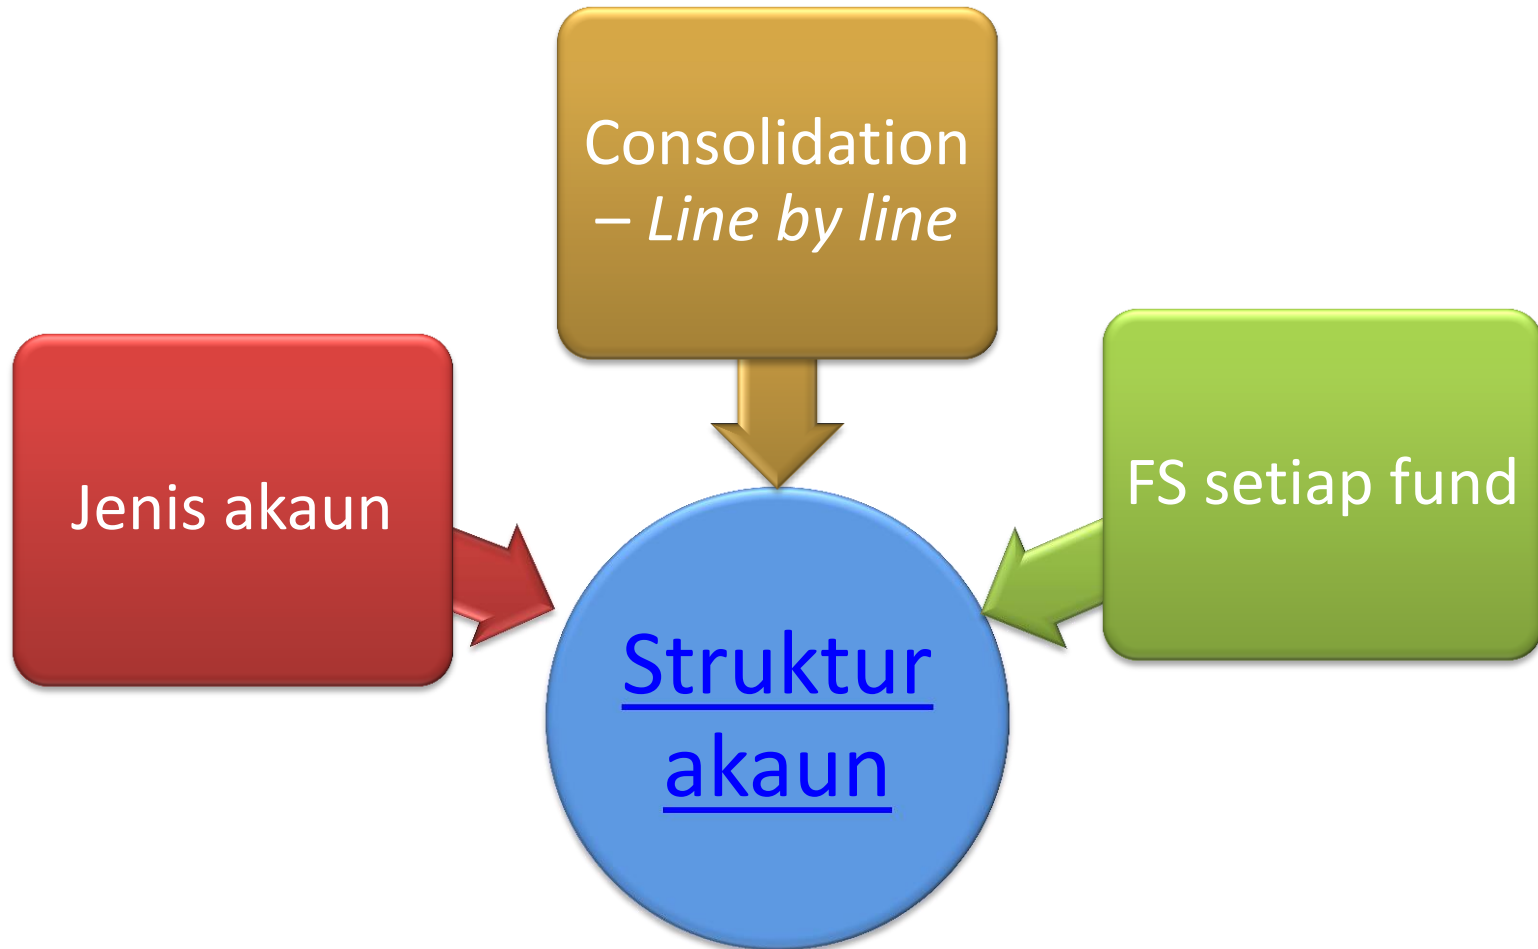 Consolidation
– Line by line
Jenis akaun
FS setiap fund
Struktur
akaun